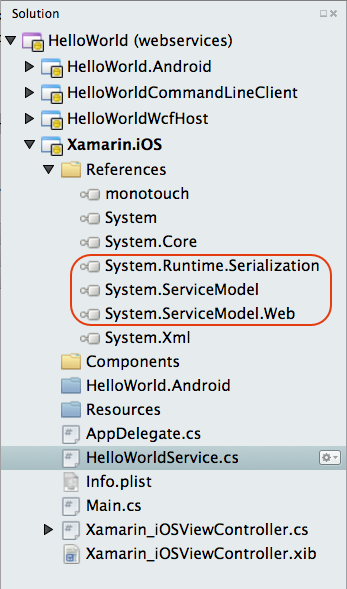 Solution
HelloWorld (webservices)
HelloWorld.Android
HelloWorldCommandLineClient
HelloWorldWcfHost
Xamarin.iOS
References
monotouch
System
System.Core
System.Runtime.Serialization
System.ServiceModel
System.ServiceModel.Web
System.Xml
Components
HelloWorld.Android
Resources
AppDelegate.cs
HelloWorldService.cs
Info.plist
Main.cs
Xamarin_iOSViewController.cs
Xamarin_iOSViewController.xib